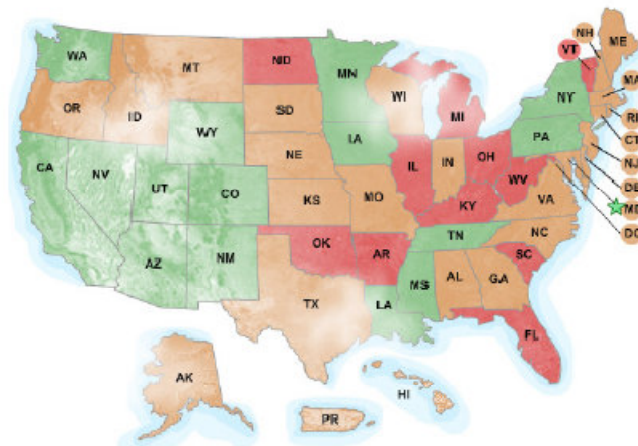 NH
ME
WA
VT
MT
ND
MN
MA
OR
ID
WI
NY
SD
MI
RI
WY
CT
IA
PA
NJ
NE
NV
IL
IN
OH
DE
CA
UT
CO
WV
MD
KS
MO
VA
KY
DC
NC
TN
OK
AZ
NM
AR
SC
MS
AL
GA
LA
TX
FL
AK
HI
PR